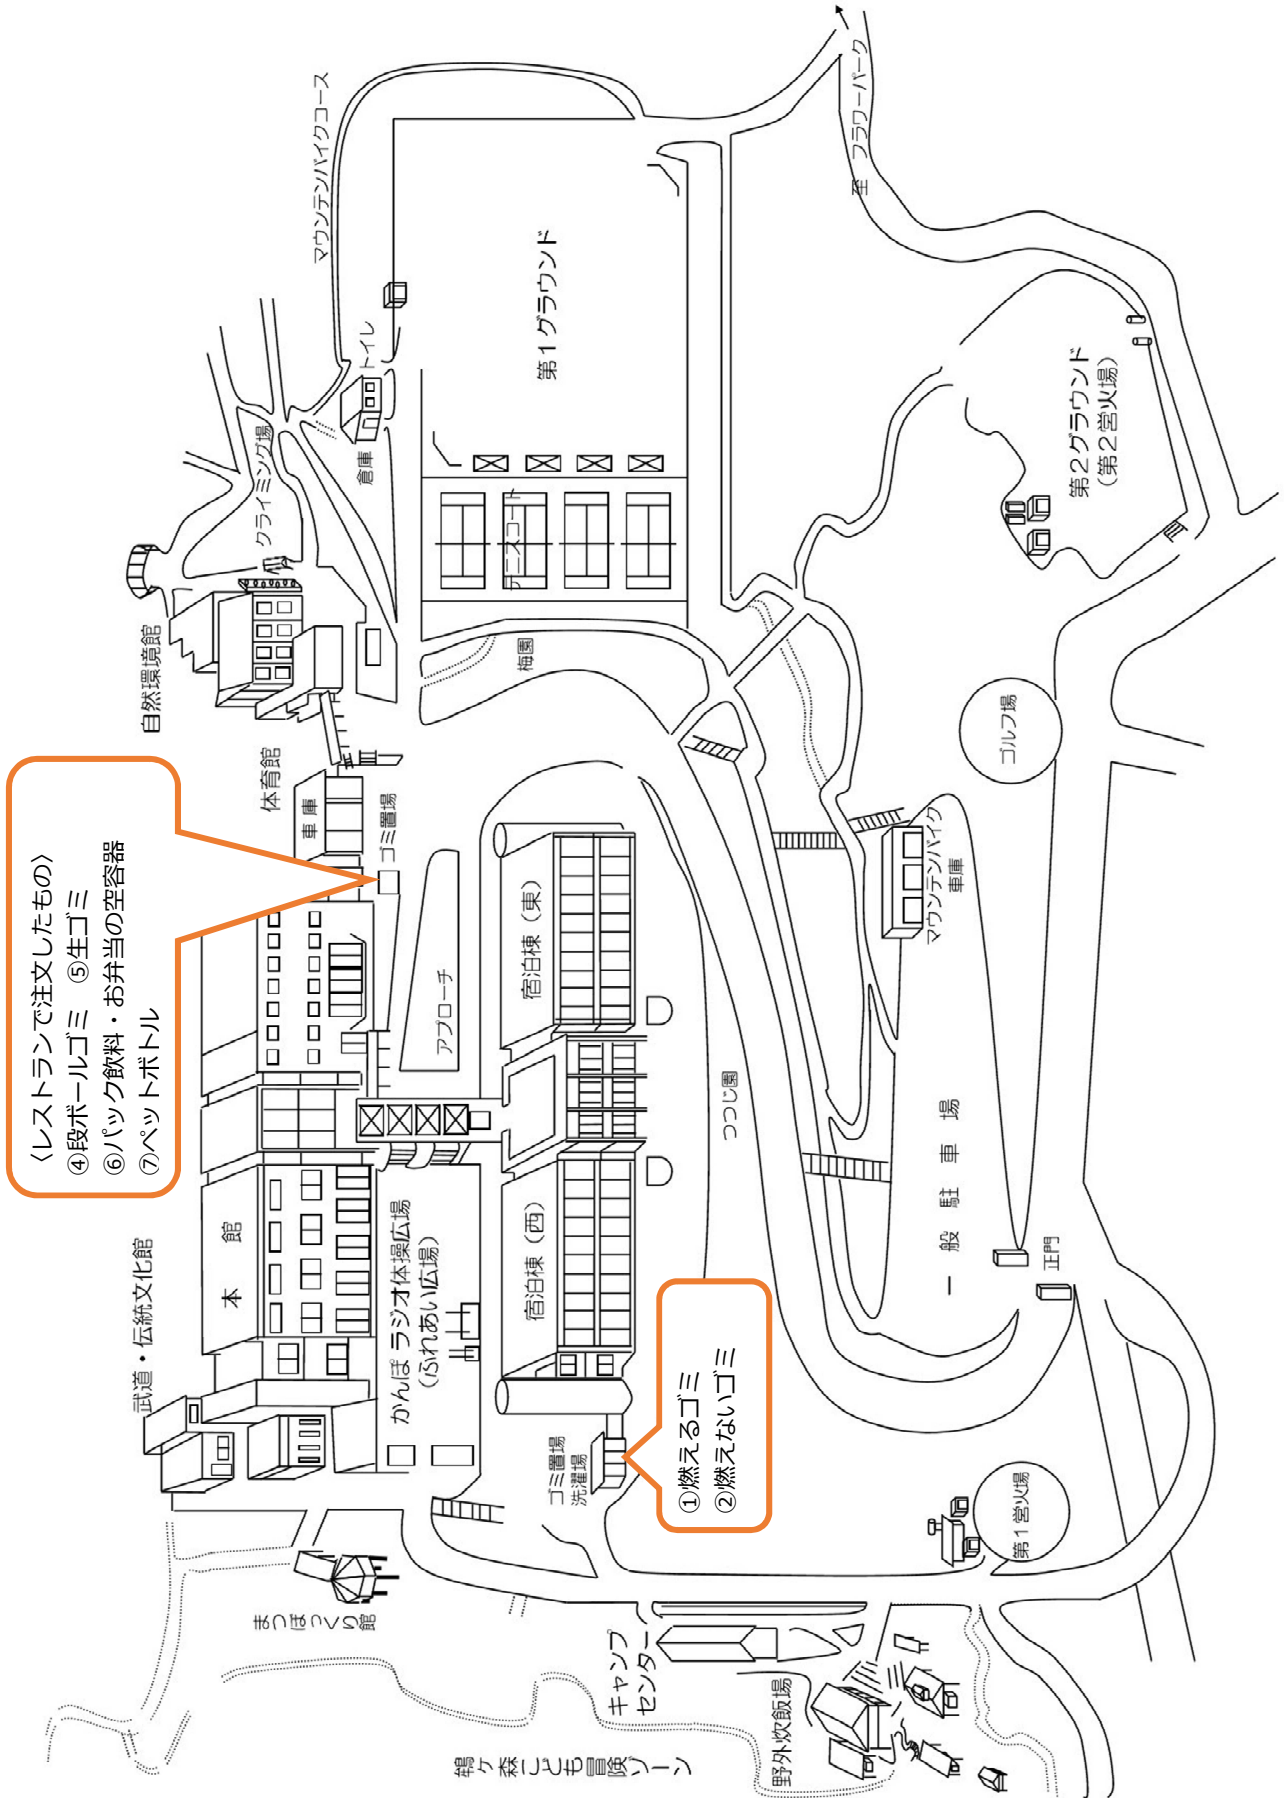 〈レストランで注文したもの〉
④段ボールゴミ　⑤生ゴミ
⑥パック飲料・お弁当の空容器
⑦ペットボトル
武道・伝統文化館
本　館
体育館
車庫
ゴミ置場
自然環境館
クライミング場
倉庫
トイレ
マウンテンバイクコース
まつぼっくり館
かんぽ ラジオ体操広場
(ふれあい広場)
アプローチ
梅園
テニスコート
第1グラウンド
ゴミ置場
洗濯場
宿泊棟(西)
宿泊棟(東)
①燃えるゴミ
②燃えないゴミ
つつじ園
鶴ケ森こども冒険ゾーン
キャンプ
センター
野外炊飯場
第1営火場
一般駐車場
正門
マウンテンバイク
車庫
ゴルフ場
第2グラウンド
(第2営火場)
至 フラワーパーク